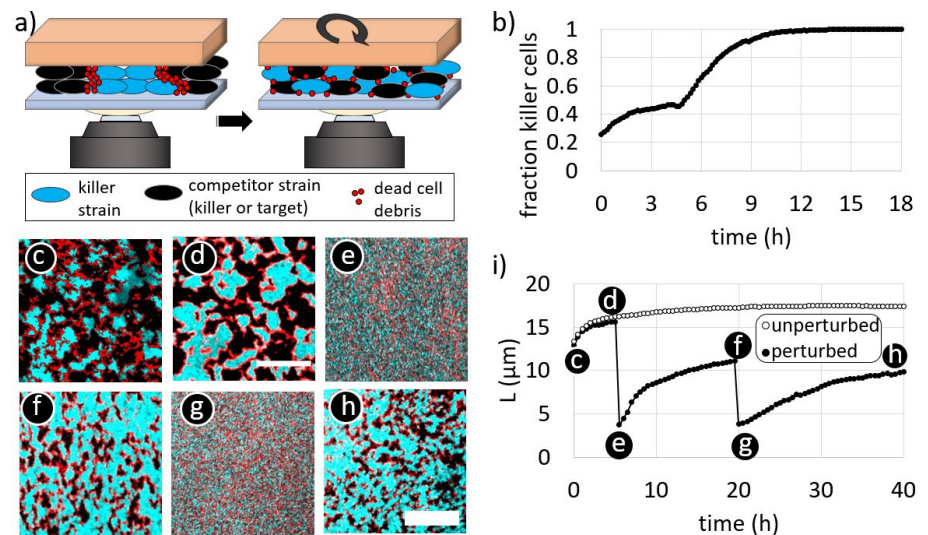 a)
killer
strain
competitor strain
(killer or target)
dead cell
debris
b)
fraction killer cells
1
0.8
0.6
0.4
0.2
0
0 3 6 9 12 15 18
time (h)
c d e
f g h
i)
L (µm)
20
15
10
5
0
c d e f g h
unperturbed
perturbed
0 10 20 30 40
time (h)